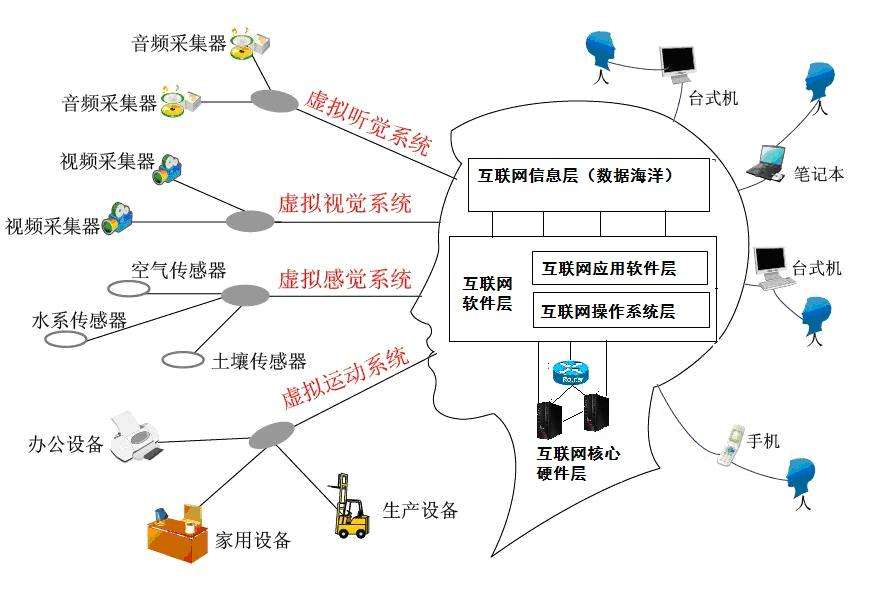 音频采集器
音频采集器
虚拟听觉系统
视频采集器
视频采集器
虚拟视觉系统
空气传感器
水系传感器
土壤传感器
虚拟感觉系统
办公设备
家用设备
生产设备
虚拟运动系统
互联网信息层（数据海洋）
互联网
软件层
互联网应用软件层
互联网操作系统层
Router
互联网核心
硬件层
人
台式机
人
笔记本
台式机
人
手机
人